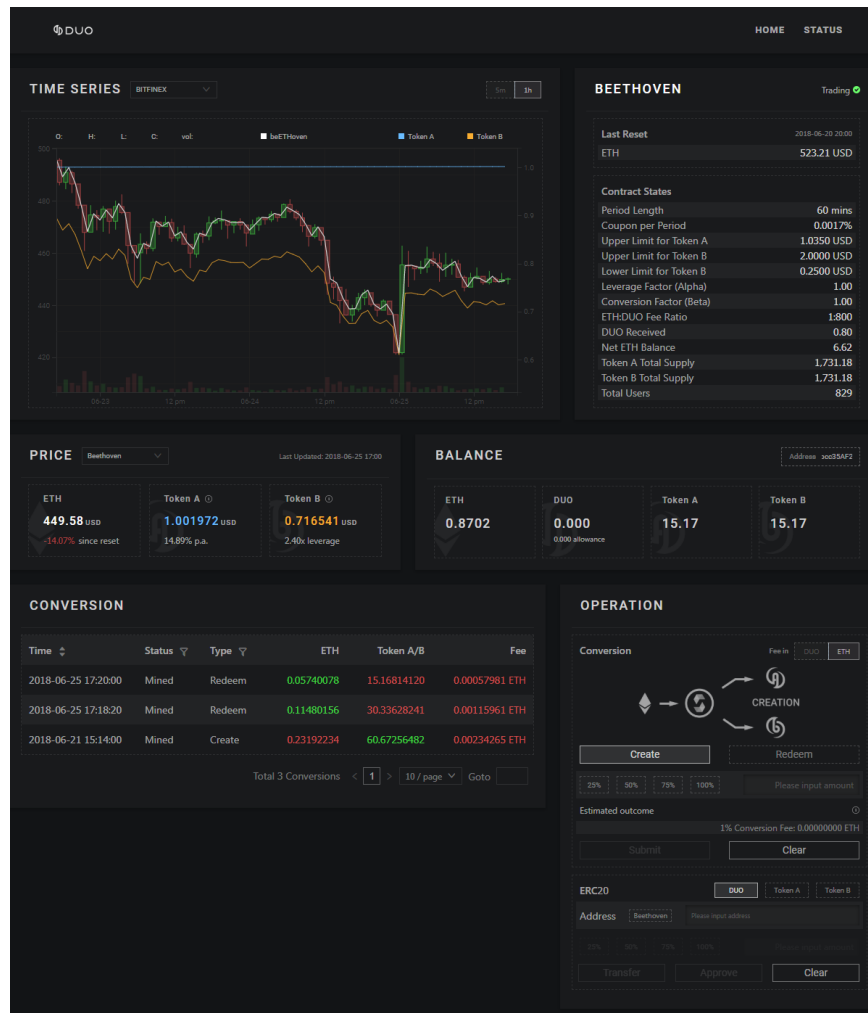 DUO
HOME STATUS
TIME SERIES BITFINEX 5m 1h
O: H: L: C: vol: beETHoven Token A Token B
500
480
460
440
420
1.0
0.9
0.8
0.7
0.6
06-23 12 pm 06-24 12 pm 06-25 12 pm
BEETHOVEN Trading
Last Reset 2018-06-20 20:00
ETH 523.21 USD
Contract States
Period Length 60 mins
Coupon per Period 0.0017%
Upper Limit for Token A 1.0350 USD
Upper Limit for Token B 2.0000 USD
Lower Limit for Token B 0.2500 USD
Leverage Factor (Alpha) 1.00
Conversion Factor (Beta) 1.00
ETH:DUO Fee Ratio 1:800
DUO Received 0.80
Net ETH Balance 6.62
Token A Total Supply 1,731.18
Token B Total Supply 1,731.18
Total Users 829
PRICE Beethoven Last Updated: 2018-06-25 17:00
ETH Token A Token B
449.58 USD 1.001972 USD 0.716541 USD
-14.07% since reset 14.89% p.a. 2.40x leverage
BALANCE Address
ETH DUO Token A Token B
0.8702 0.000 15.17 15.17
0.000 allowance
CONVERSION
Time Status Type ETH Token A/B Fee
2018-06-25 17:20:00 Mined Redeem 0.05740078 15.16814120 0.00057981 ETH
2018-06-25 17:18:20 Mined Redeem 0.11480156 30.33628241 0.00115961 ETH
2018-06-21 15:14:00 Mined Create 0.23192234 60.67256482 0.00234265 ETH
Total 3 Conversions < 1 > 10 / page Goto
OPERATION
Conversion Fee in DUO ETH
CREATION
Create Redeem
25% 50% 75% 100% Please input amount
Estimated outcome
1% Conversion Fee: 0.00000000 ETH
Submit Clear
ERC20 DUO Token A Token B
Address Beethoven Please input address
25% 50% 75% 100% Please input amount
Transfer Approve Clear